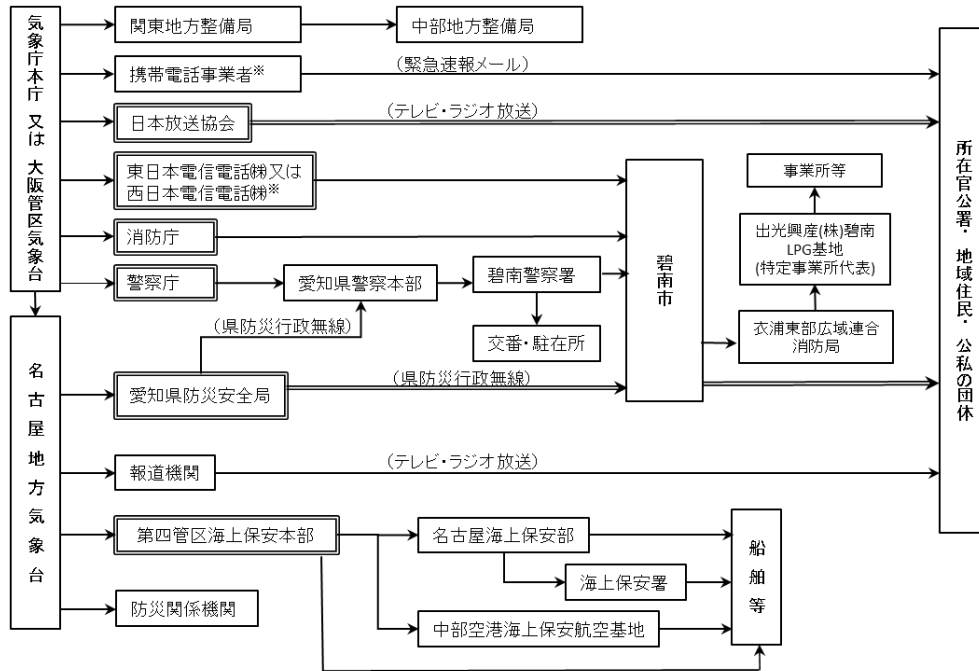 気象庁本庁 又は 大阪管区気象台
関東地方整備局
中部地方整備局
携帯電話事業者※
(緊急速報メール)
日本放送協会
(テレビ・ラジオ放送)
東日本電信電話㈱又は
西日本電信電話㈱※
消防庁
警察庁
愛知県警察本部
碧南警察署
交番・駐在所
(県防災行政無線)
碧南市
事業所等
出光興産(株)碧南
LPG基地
(特定事業所代表)
衣浦東部広域連合
消防局
所在官公署・地域住民・公私の団体
名古屋地方気象台
愛知県防災安全局
(県防災行政無線)
報道機関
(テレビ・ラジオ放送)
第四管区海上保安本部
名古屋海上保安部
海上保安署
中部空港海上保安航空基地
船舶等
防災関係機関